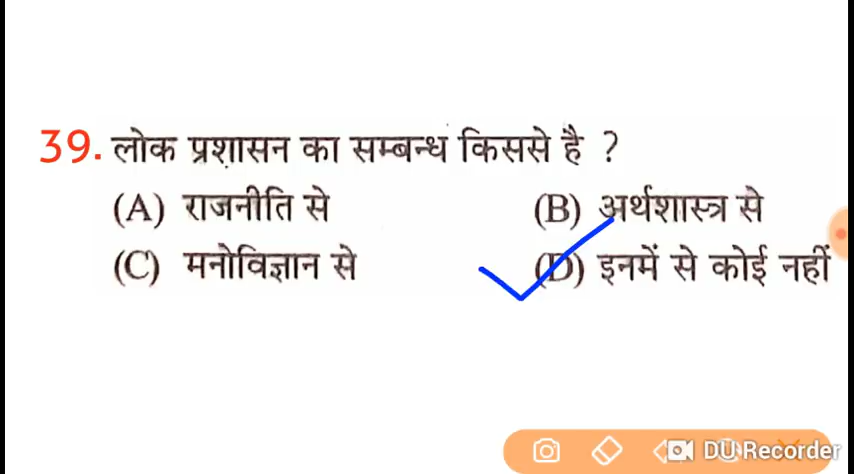 39. लोक प्रशासन का सम्बन्ध किससे है ?
(A) राजनीति से (B) अर्थशास्त्र से
(C) मनोविज्ञान से (D) इनमें से कोई नहीं
DU Recorder